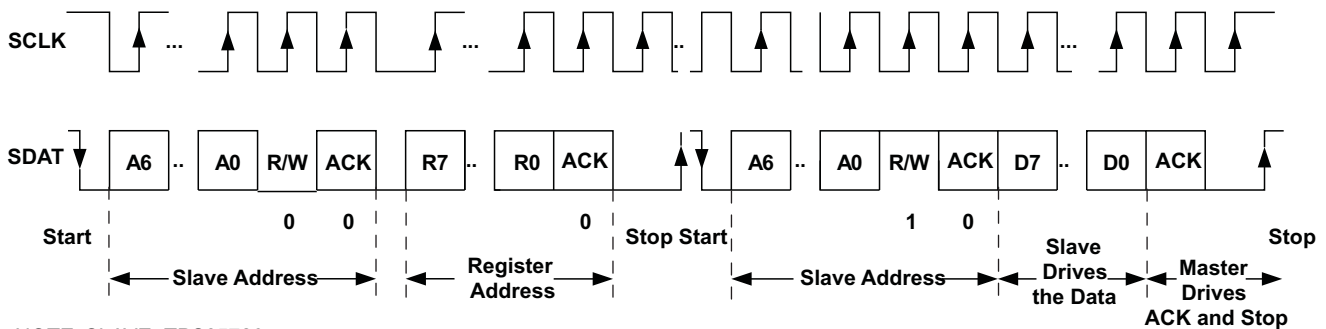 SCLK ... ... .. ...
SDAT A6 .. A0 R/W ACK R7 .. R0 ACK A6 .. A0 R/W ACK D7 .. D0 ACK
0 0 0 1 0
Start Stop Start Stop
Slave Address Register Address Slave Address Slave Drives the Data Master Drives ACK and Stop